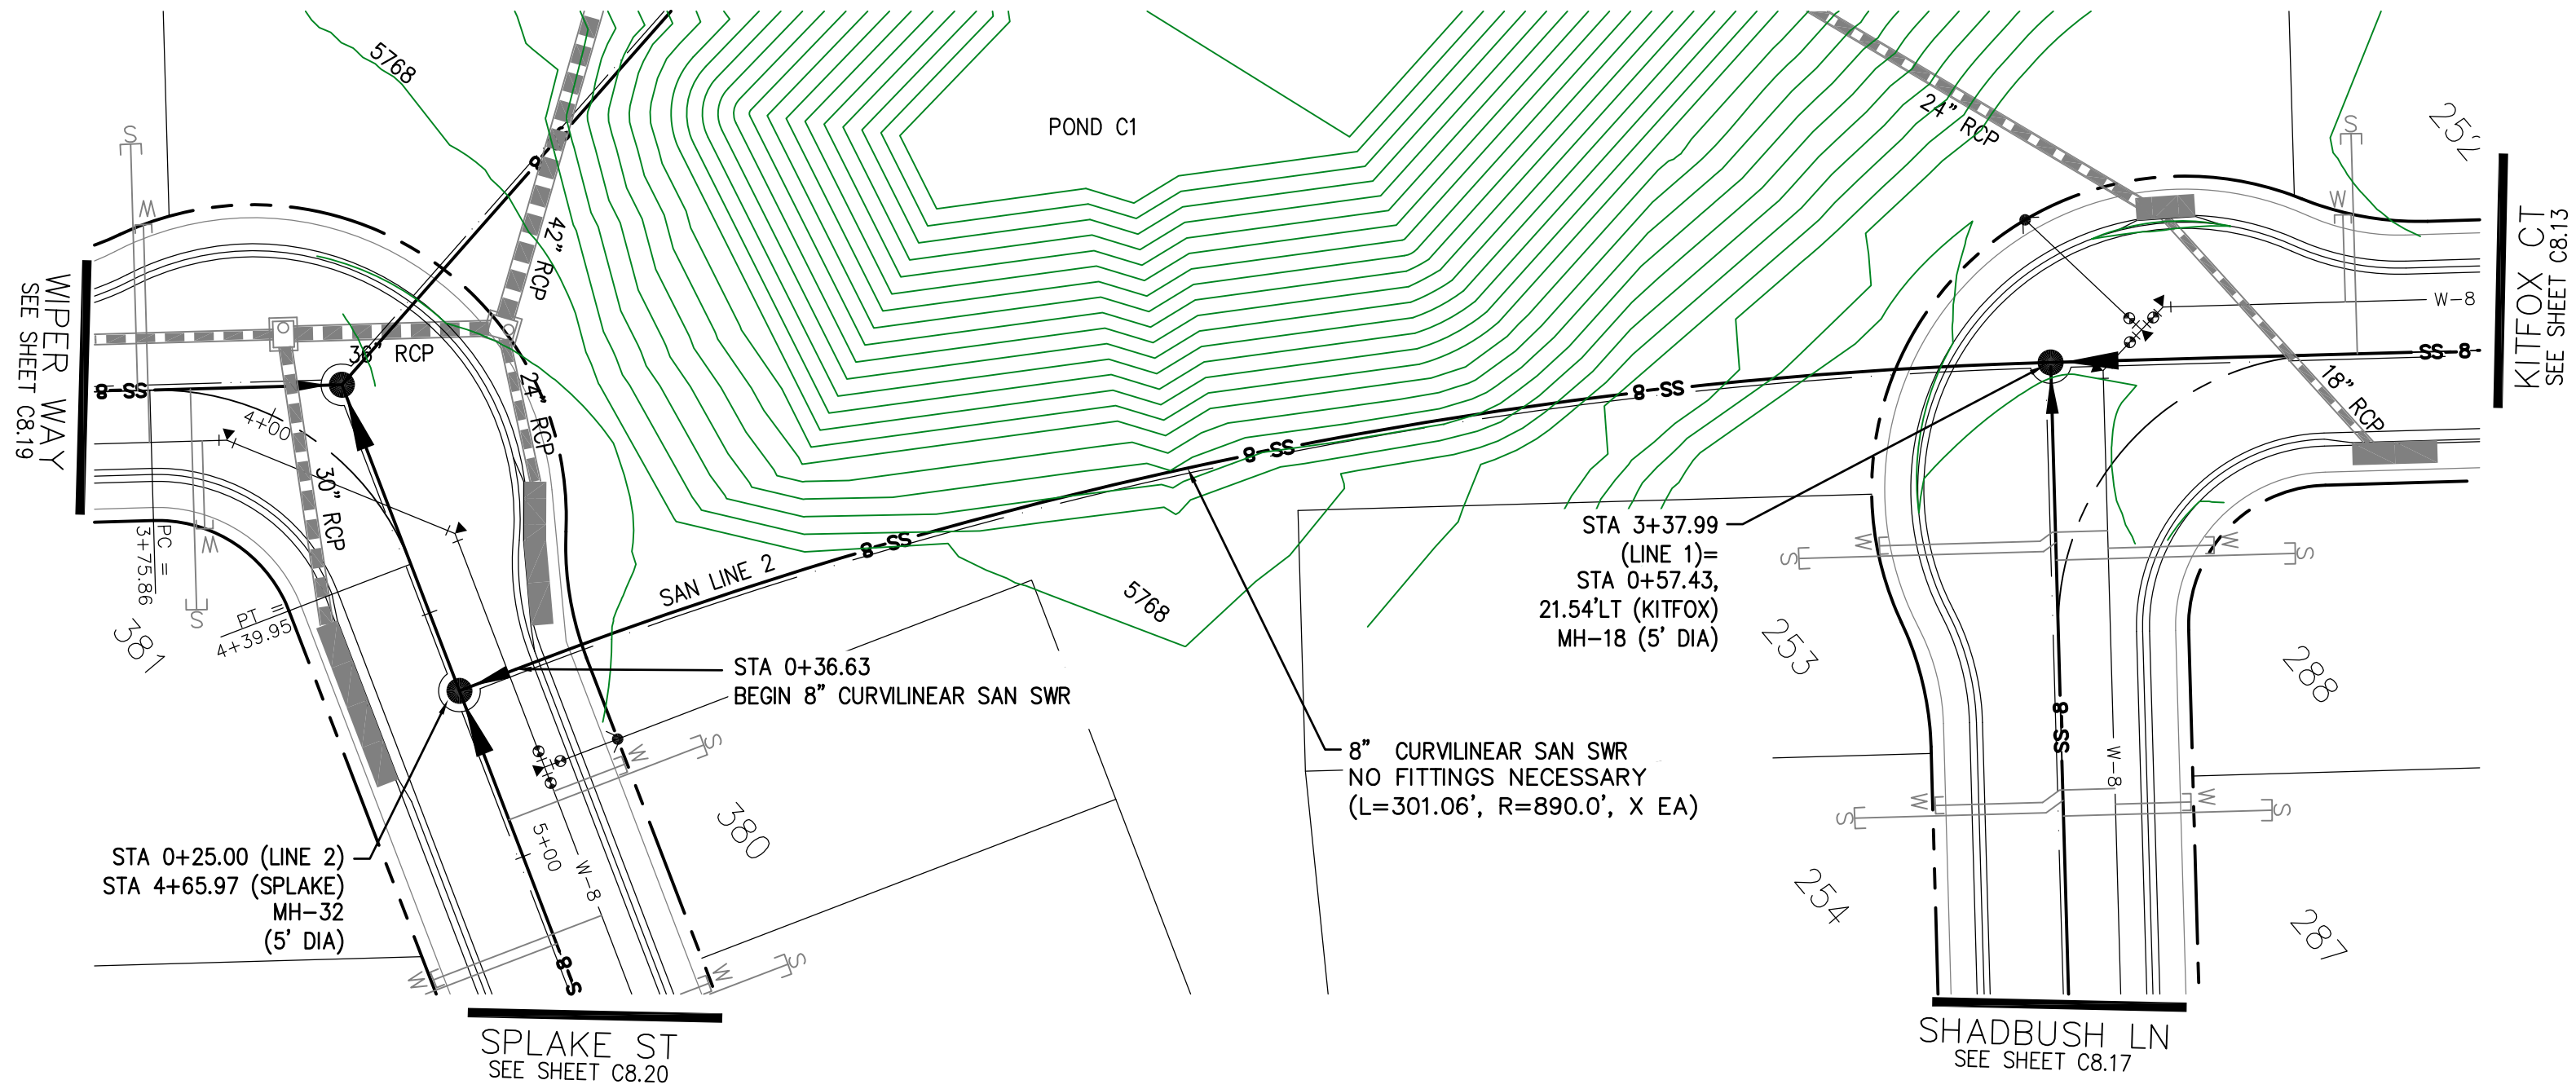 5768
POND C1
24" RCP
252
S
S
W
W
42" RCP
KITFOX CT
SEE SHEET C8.13
WIPER WAY
SEE SHEET C8.19
W-8
36" RCP
8-SS
8-SS
8-SS
SS-8
4+00
24" RCP
18" RCP
8-SS
30" RCP
PC =
3+75.86
W
S
PT =
4+39.95
381
8-SS
SAN LINE 2
5768
STA 3+37.99
(LINE 1)=
STA 0+57.43,
21.54'LT (KITFOX)
MH-18 (5' DIA)
W
W
S
S
253
288
STA 0+36.63
BEGIN 8" CURVILINEAR SAN SWR
SS-8
W-8
8"  CURVILINEAR SAN SWR
NO FITTINGS NECESSARY
(L=301.06', R=890.0', X EA)
W
S
380
5+00
W-8
W
W
S
S
STA 0+25.00 (LINE 2)
STA 4+65.97 (SPLAKE)
MH-32
(5' DIA)
254
287
8-S
W
W
S
SPLAKE ST
SEE SHEET C8.20
SHADBUSH LN
SEE SHEET C8.17